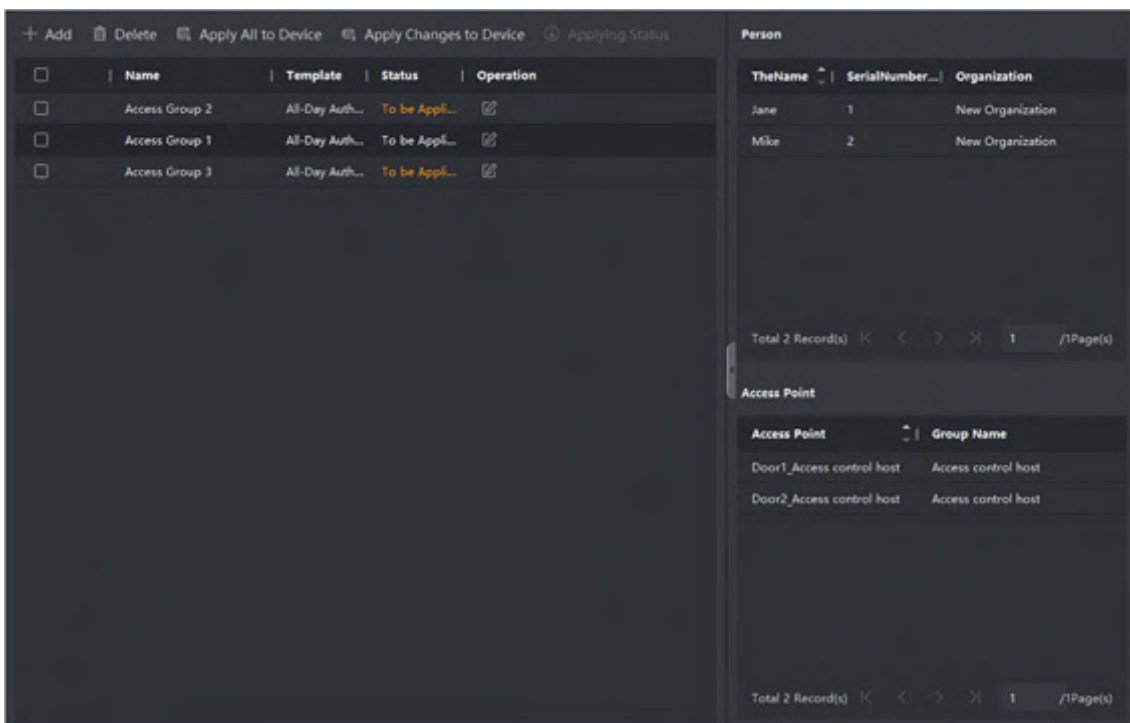 + Add Delete Apply All to Device Apply Changes to Device Applying Status
Name Template Status Operation
Access Group 2 All-Day Auth... To be Appli...
Access Group 1 All-Day Auth... To be Appli...
Access Group 3 All-Day Auth... To be Appli...
Person
TheName SerialNumber... Organization
Jane 1 New Organization
Mike 2 New Organization
Total 2 Record(s) 1 /1Page(s)
Access Point
Access Point Group Name
Door1_Access control host Access control host
Door2_Access control host Access control host
Total 2 Record(s) 1 /1Page(s)